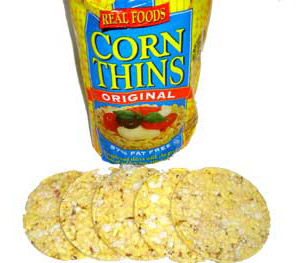 REAL FOODS
CORN
THINS
ORIGINAL
97% FAT FREE